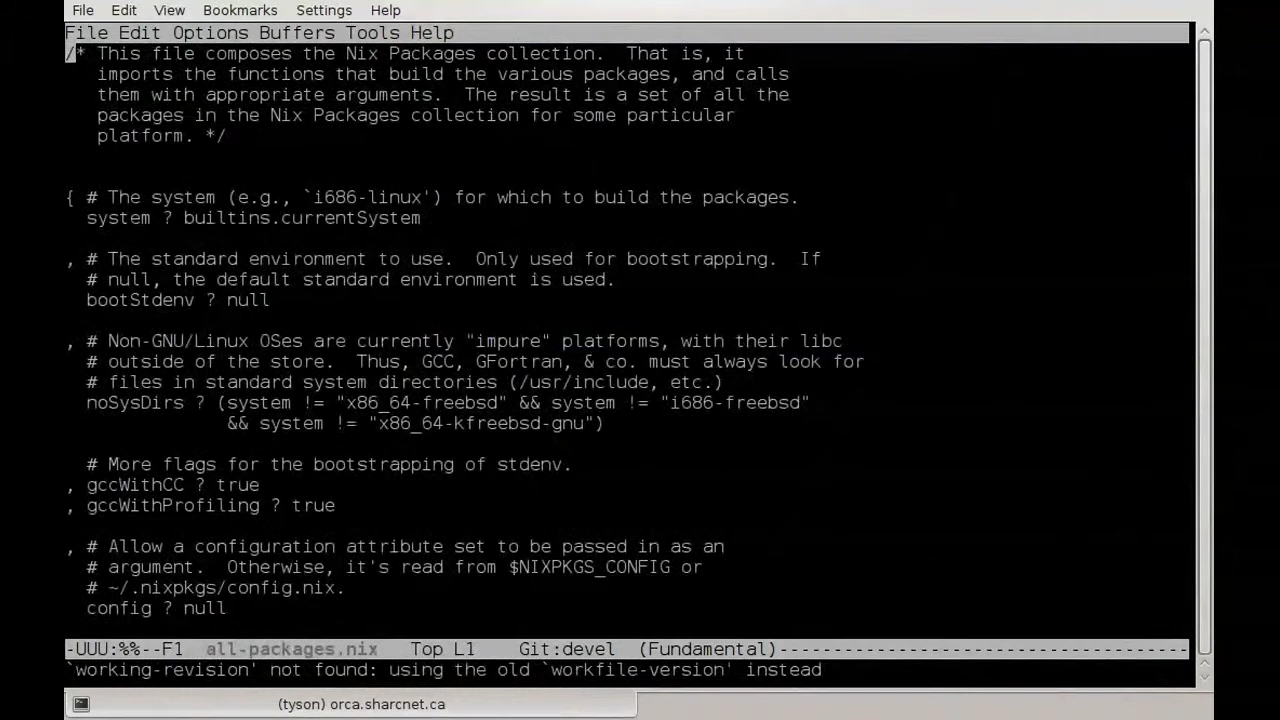 File Edit View Bookmarks Settings Help
File Edit Options Buffers Tools Help
/* This file composes the Nix Packages collection.  That is, it
   imports the functions that build the various packages, and calls
   them with appropriate arguments.  The result is a set of all the
   packages in the Nix Packages collection for some particular
   platform. */
{ # The system (e.g., `i686-linux') for which to build the packages.
  system ? builtins.currentSystem
, # The standard environment to use.  Only used for bootstrapping.  If
  # null, the default standard environment is used.
  bootStdenv ? null
, # Non-GNU/Linux OSes are currently "impure" platforms, with their libc
  # outside of the store.  Thus, GCC, GFortran, & co. must always look for
  # files in standard system directories (/usr/include, etc.)
  noSysDirs ? (system != "x86_64-freebsd" && system != "i686-freebsd"
               && system != "x86_64-kfreebsd-gnu")
  # More flags for the bootstrapping of stdenv.
, gccWithCC ? true
, gccWithProfiling ? true
, # Allow a configuration attribute set to be passed in as an
  # argument.  Otherwise, it's read from $NIXPKGS_CONFIG or
  # ~/.nixpkgs/config.nix.
  config ? null
-UUU:%%--F1  all-packages.nix   Top L1    Git:devel  (Fundamental)--------------------------------------
`working-revision' not found: using the old `workfile-version' instead
(tyson) orca.sharcnet.ca